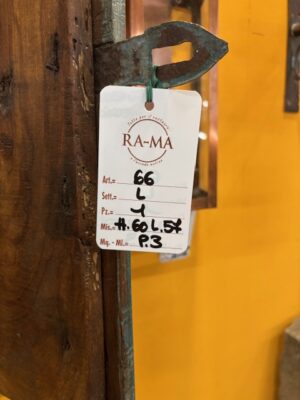 RA-MA
Art.= 66
Sett.= L
Pz.= 1
Mis.= H.60 L.57
Mq. - Ml.= P.3